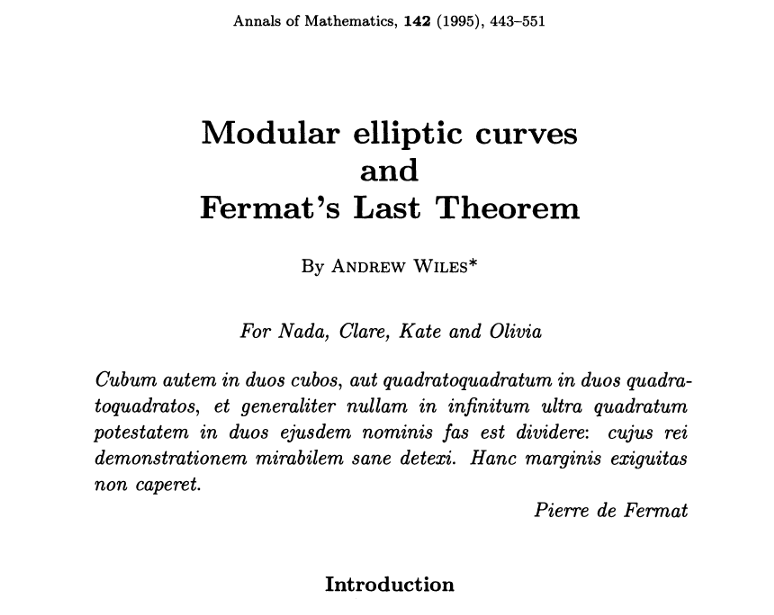 Annals of Mathematics, 142 (1995), 443–551
Modular elliptic curves
and
Fermat's Last Theorem
By ANDREW WILES*
For Nada, Clare, Kate and Olivia
Cubum autem in duos cubos, aut quadratoquadratum in duos quadra-
toquadratos, et generaliter nullam in infinitum ultra quadratum
potestatem in duos ejusdem nominis fas est dividere: cujus rei
demonstrationem mirabilem sane detexi. Hanc marginis exiguitas
non caperet.
Pierre de Fermat
Introduction